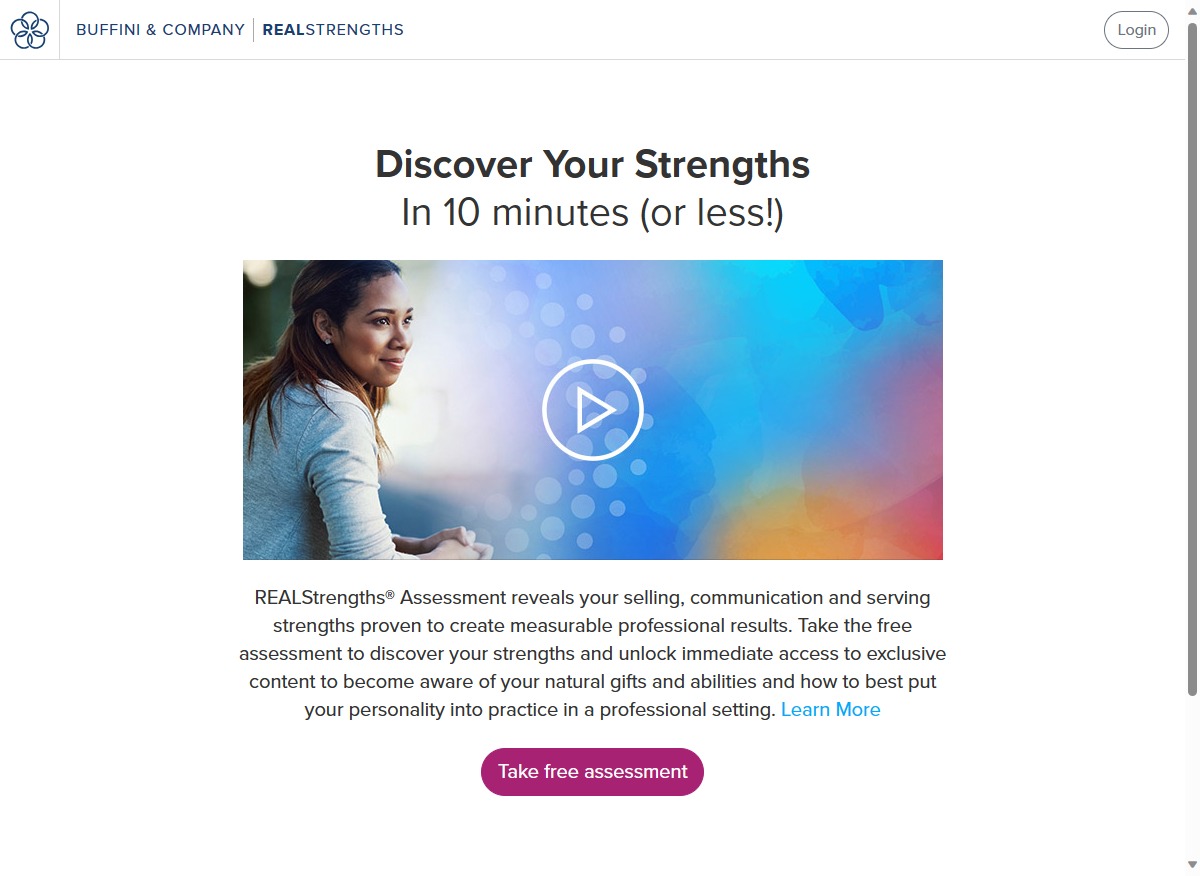 BUFFINI & COMPANY | REALSTRENGTHS
Login
Discover Your Strengths
In 10 minutes (or less!)
REALStrengths® Assessment reveals your selling, communication and serving
strengths proven to create measurable professional results. Take the free
assessment to discover your strengths and unlock immediate access to exclusive
content to become aware of your natural gifts and abilities and how to best put
your personality into practice in a professional setting. Learn More
Take free assessment